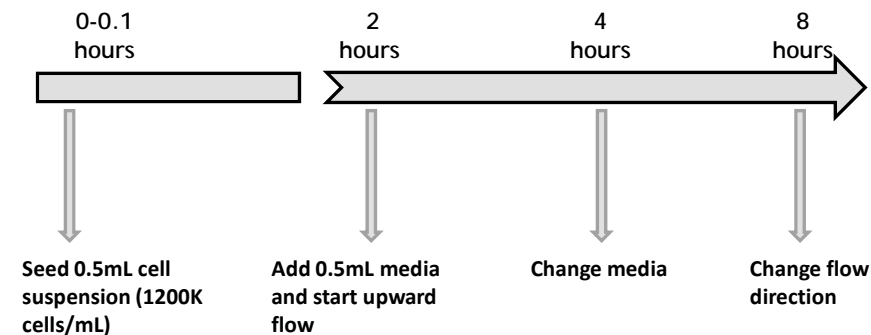 0-0.1
hours
2
hours
4
hours
8
hours
Seed 0.5mL cell
suspension (1200K
cells/mL)
Add 0.5mL media
and start upward
flow
Change media
Change flow
direction